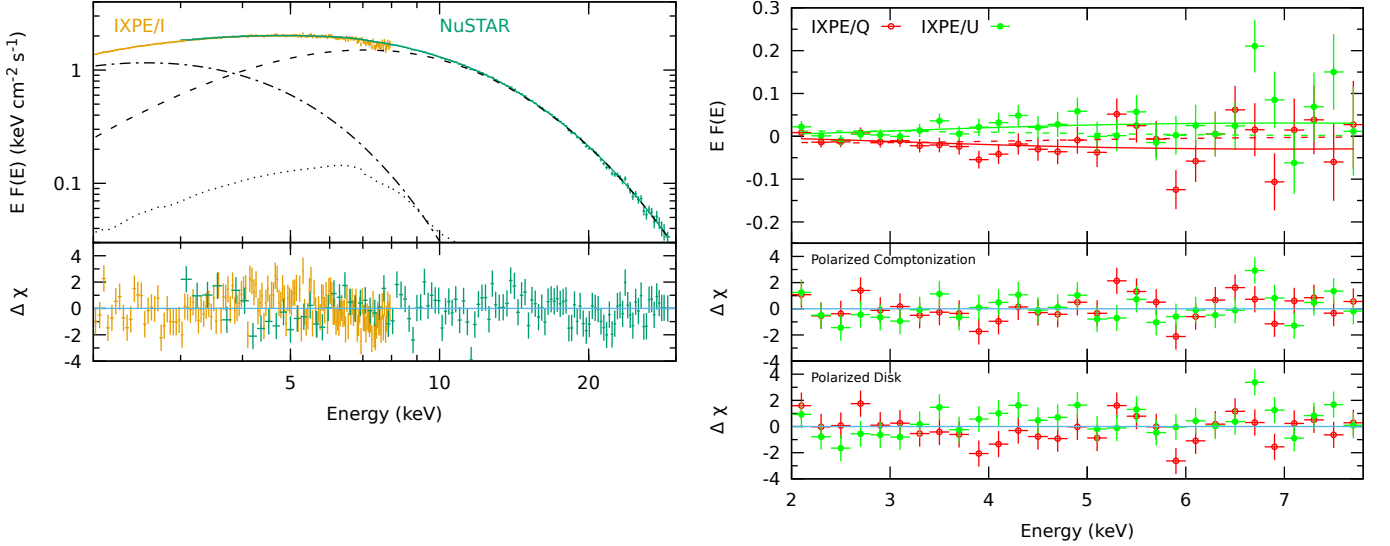 IXPE/I NuSTAR
E F(E) (keV cm-2 s-1)
1
0.1
Δ χ
4
2
0
-2
-4
5 10 20
Energy (keV)
IXPE/Q IXPE/U
E F(E)
0.3
0.2
0.1
0
-0.1
-0.2
Polarized Comptonization
Δ χ
4
2
0
-2
-4
Polarized Disk
Δ χ
4
2
0
-2
-4
2 3 4 5 6 7
Energy (keV)